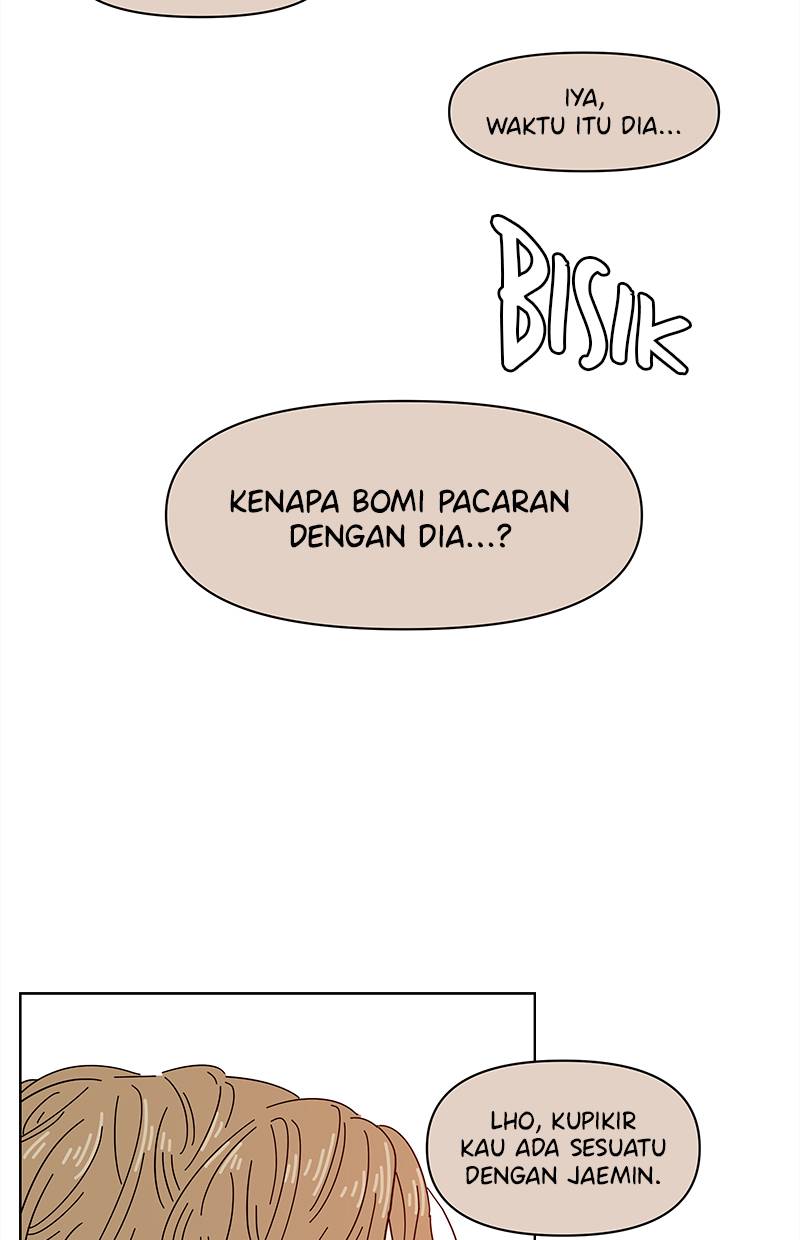 IYA,
WAKTU ITU DIA...
BISIK
KENAPA BOMI PACARAN
DENGAN DIA...?
LHO, KUPIKIR
KAU ADA SESUATU
DENGAN JAEMIN.